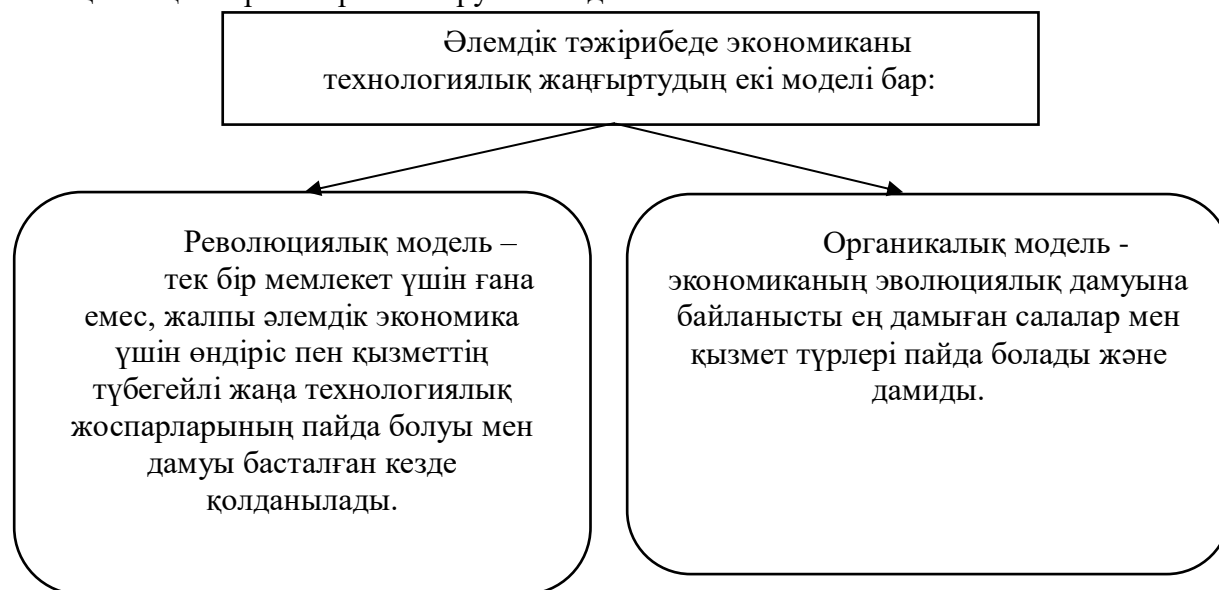 Әлемдік тәжірибеде экономиканы
технологиялық жаңғыртудың екі моделі бар:
Революциялық модель –
тек бір мемлекет үшін ғана
емес, жалпы әлемдік экономика
үшін өндіріс пен қызметтің
түбегейлі жаңа технологиялық
жоспарларының пайда болуы мен
дамуы басталған кезде
қолданылады.
Органикалық модель -
экономиканың эволюциялық дамуына
байланысты ең дамыған салалар мен
қызмет түрлері пайда болады және
дамиды.